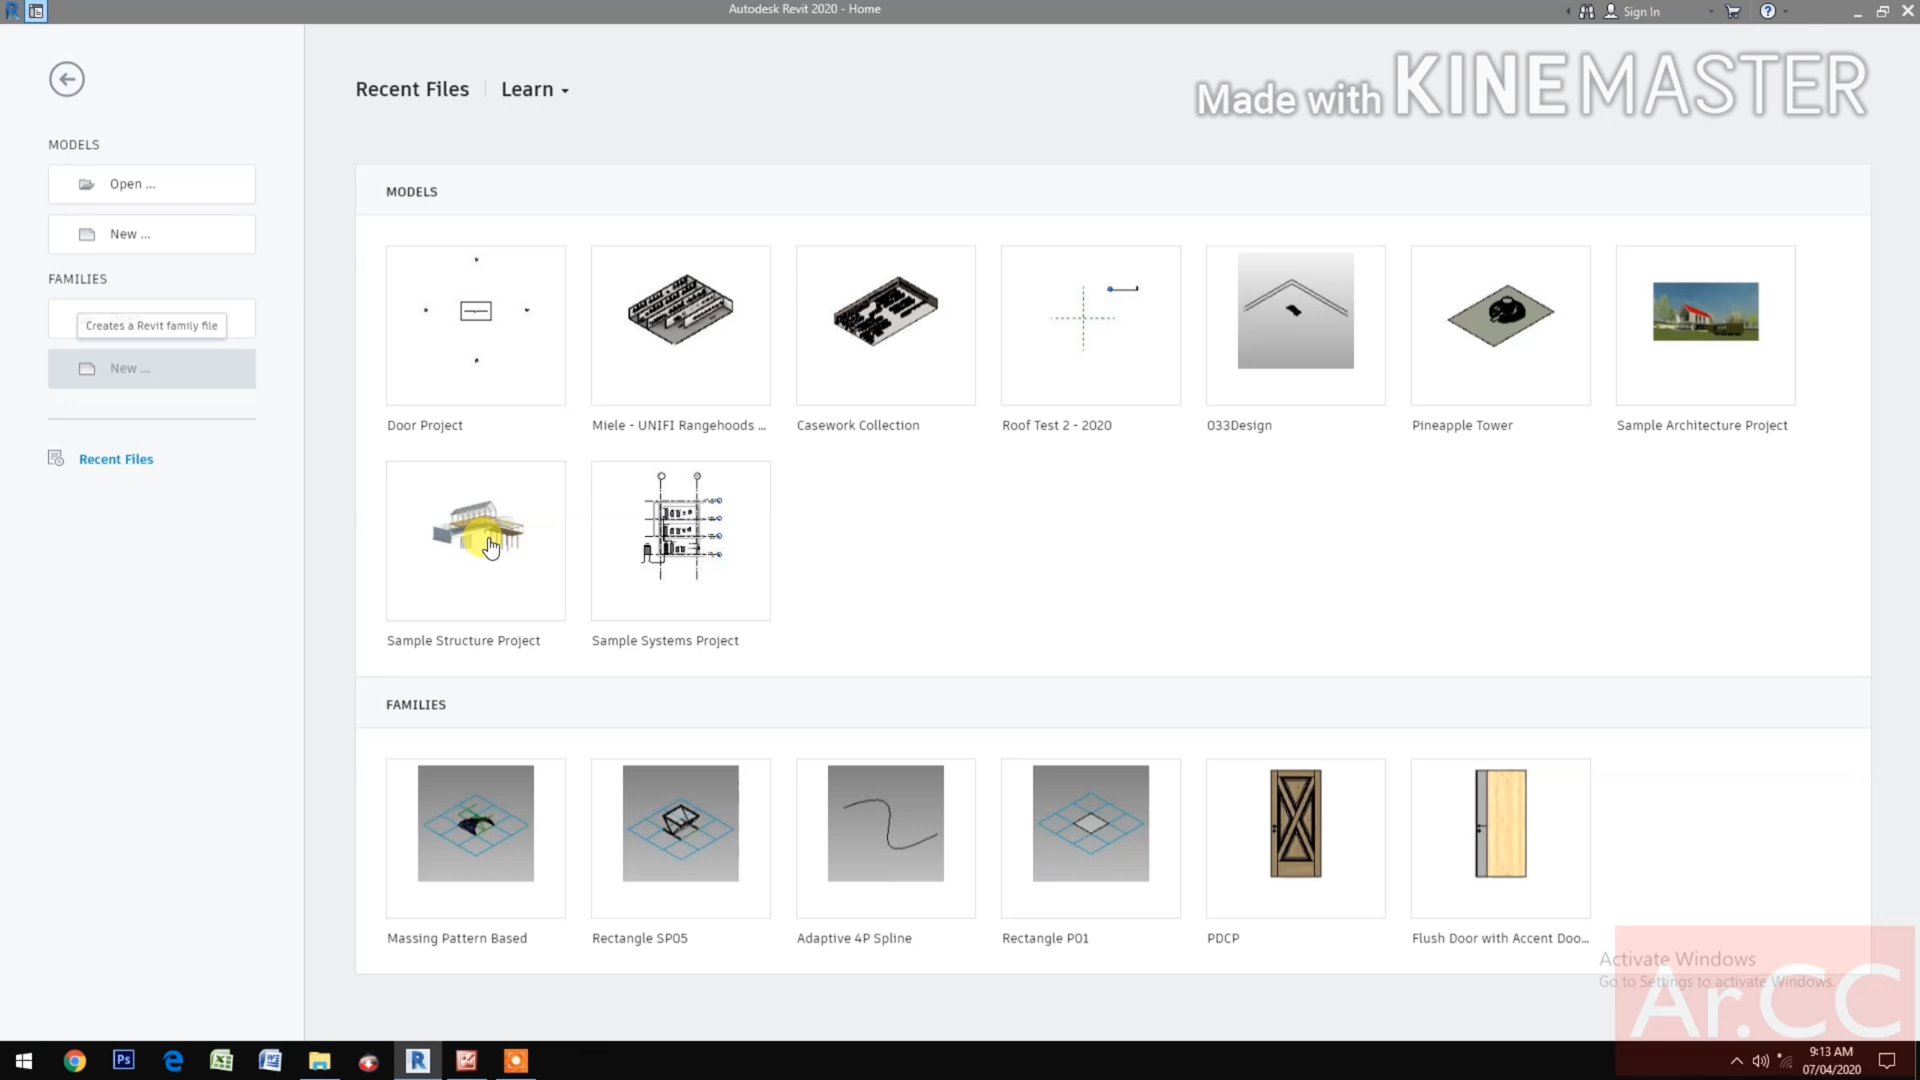 Autodesk Revit 2020 - Home
Sign In
Made with KINEMASTER
Recent Files
Learn
MODELS
Open ...
New ...
FAMILIES
Creates a Revit family file
New ...
Recent Files
MODELS
Door Project
Miele - UNIFI Rangehoods ...
Casework Collection
Roof Test 2 - 2020
033Design
Pineapple Tower
Sample Architecture Project
Sample Structure Project
Sample Systems Project
FAMILIES
Massing Pattern Based
Rectangle SP05
Adaptive 4P Spline
Rectangle P01
PDCP
Flush Door with Accent Doo...
Activate Windows
Go to Settings to activate Windows.
Ar.CC
9:13 AM
07/04/2020